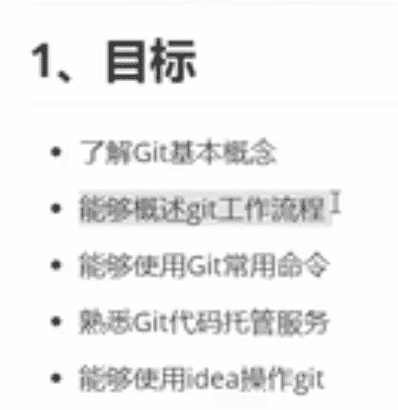 1、目标
了解Git基本概念
能够概述git工作流程
能够使用Git常用命令
熟悉Git代码托管服务
能够使用idea操作git